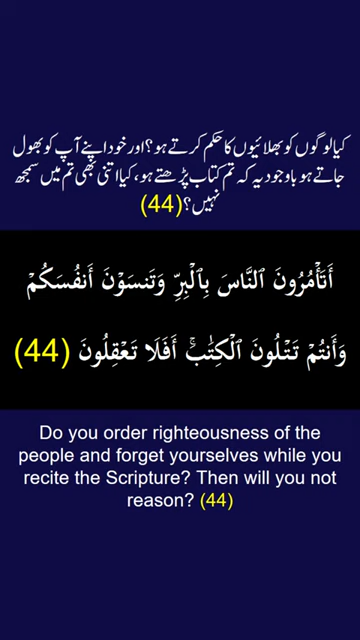 کیا لوگوں کو بھلائیوں کا حکم کرتے ہو؟ اور خود اپنے آپ کو بھول
جاتے ہو باوجود یہ کہ تم کتاب پڑھتے ہو، کیا اتنی بھی تم میں سمجھ
نہیں؟ (44)
أَتَأۡمُرُونَ ٱلنَّاسَ بِٱلۡبِرِّ وَتَنسَوۡنَ أَنفُسَكُمۡ
وَأَنتُمۡ تَتۡلُونَ ٱلۡكِتَٰبَۚ أَفَلَا تَعۡقِلُونَ (44)
Do you order righteousness of the
people and forget yourselves while you
recite the Scripture? Then will you not
reason? (44)